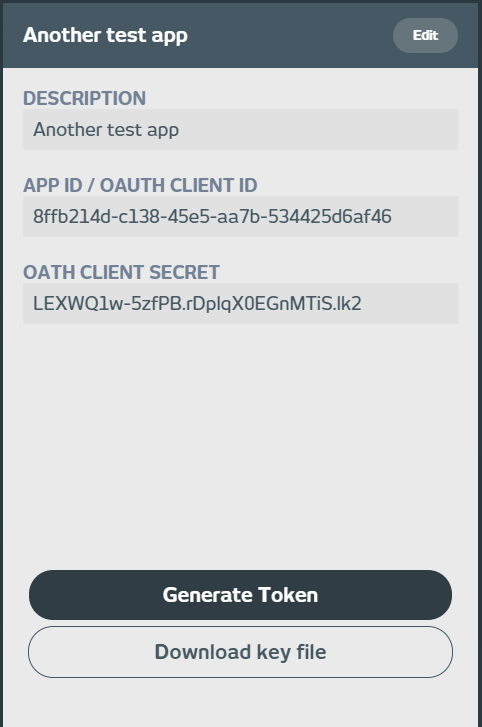 Another test app
Edit
DESCRIPTION
Another test app
APP ID / OAUTH CLIENT ID
8ffb214d-c138-45e5-aa7b-534425d6af46
OATH CLIENT SECRET
LEXWQ1w-5zfPB.rDplqX0EGnMTiS.lk2
Generate Token
Download key file